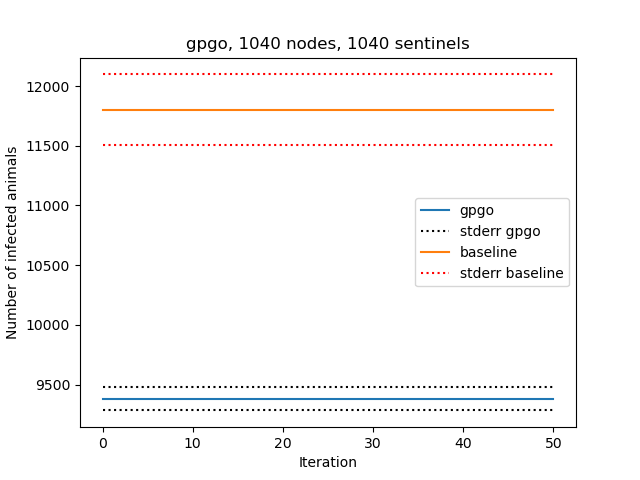 gpgo, 1040 nodes, 1040 sentinels
12000
11500
11000
10500
10000
9500
Number of infected animals
gpgo
stderr gpgo
baseline
stderr baseline
0 10 20 30 40 50
Iteration